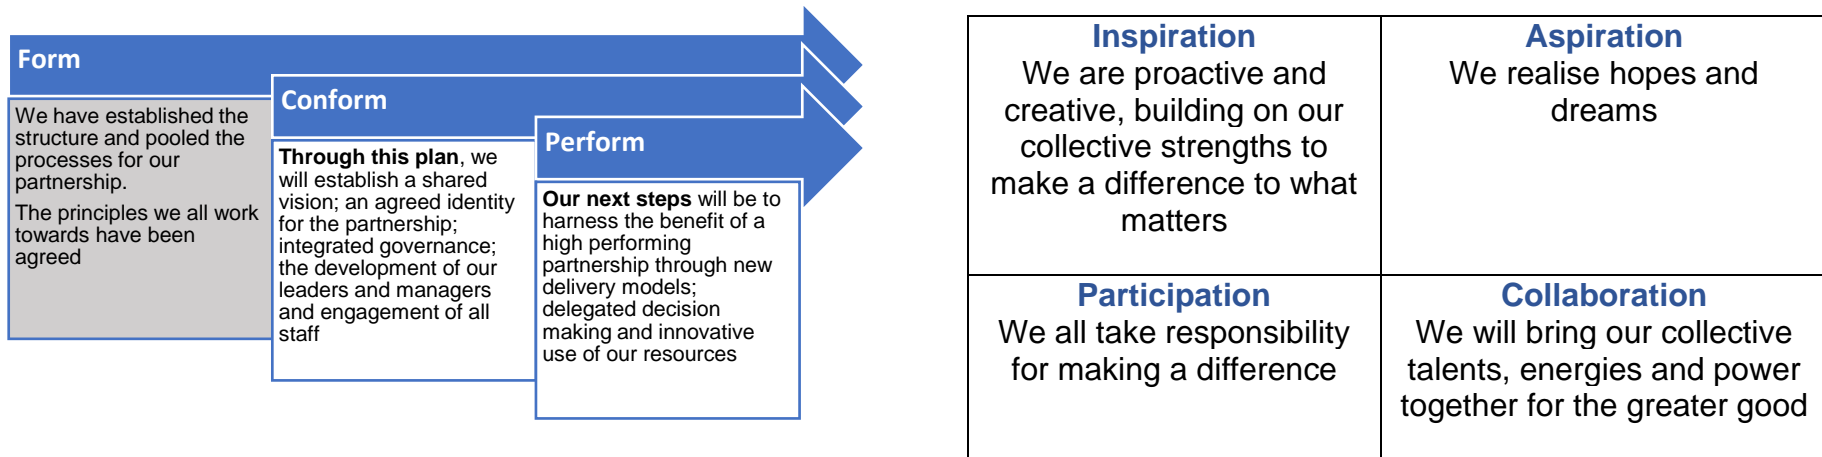 Form
We have established the
structure and pooled the
processes for our
partnership.
The principles we all work
towards have been
agreed
Conform
Through this plan, we
will establish a shared
vision; an agreed identity
for the partnership;
integrated governance;
the development of our
leaders and managers
and engagement of all
staff
Perform
Our next steps will be to
harness the benefit of a
high performing
partnership through new
delivery models;
delegated decision
making and innovative
use of our resources
Inspiration
We are proactive and
creative, building on our
collective strengths to
make a difference to what
matters
Aspiration
We realise hopes and
dreams
Participation
We all take responsibility
for making a difference
Collaboration
We will bring our collective
talents, energies and power
together for the greater good